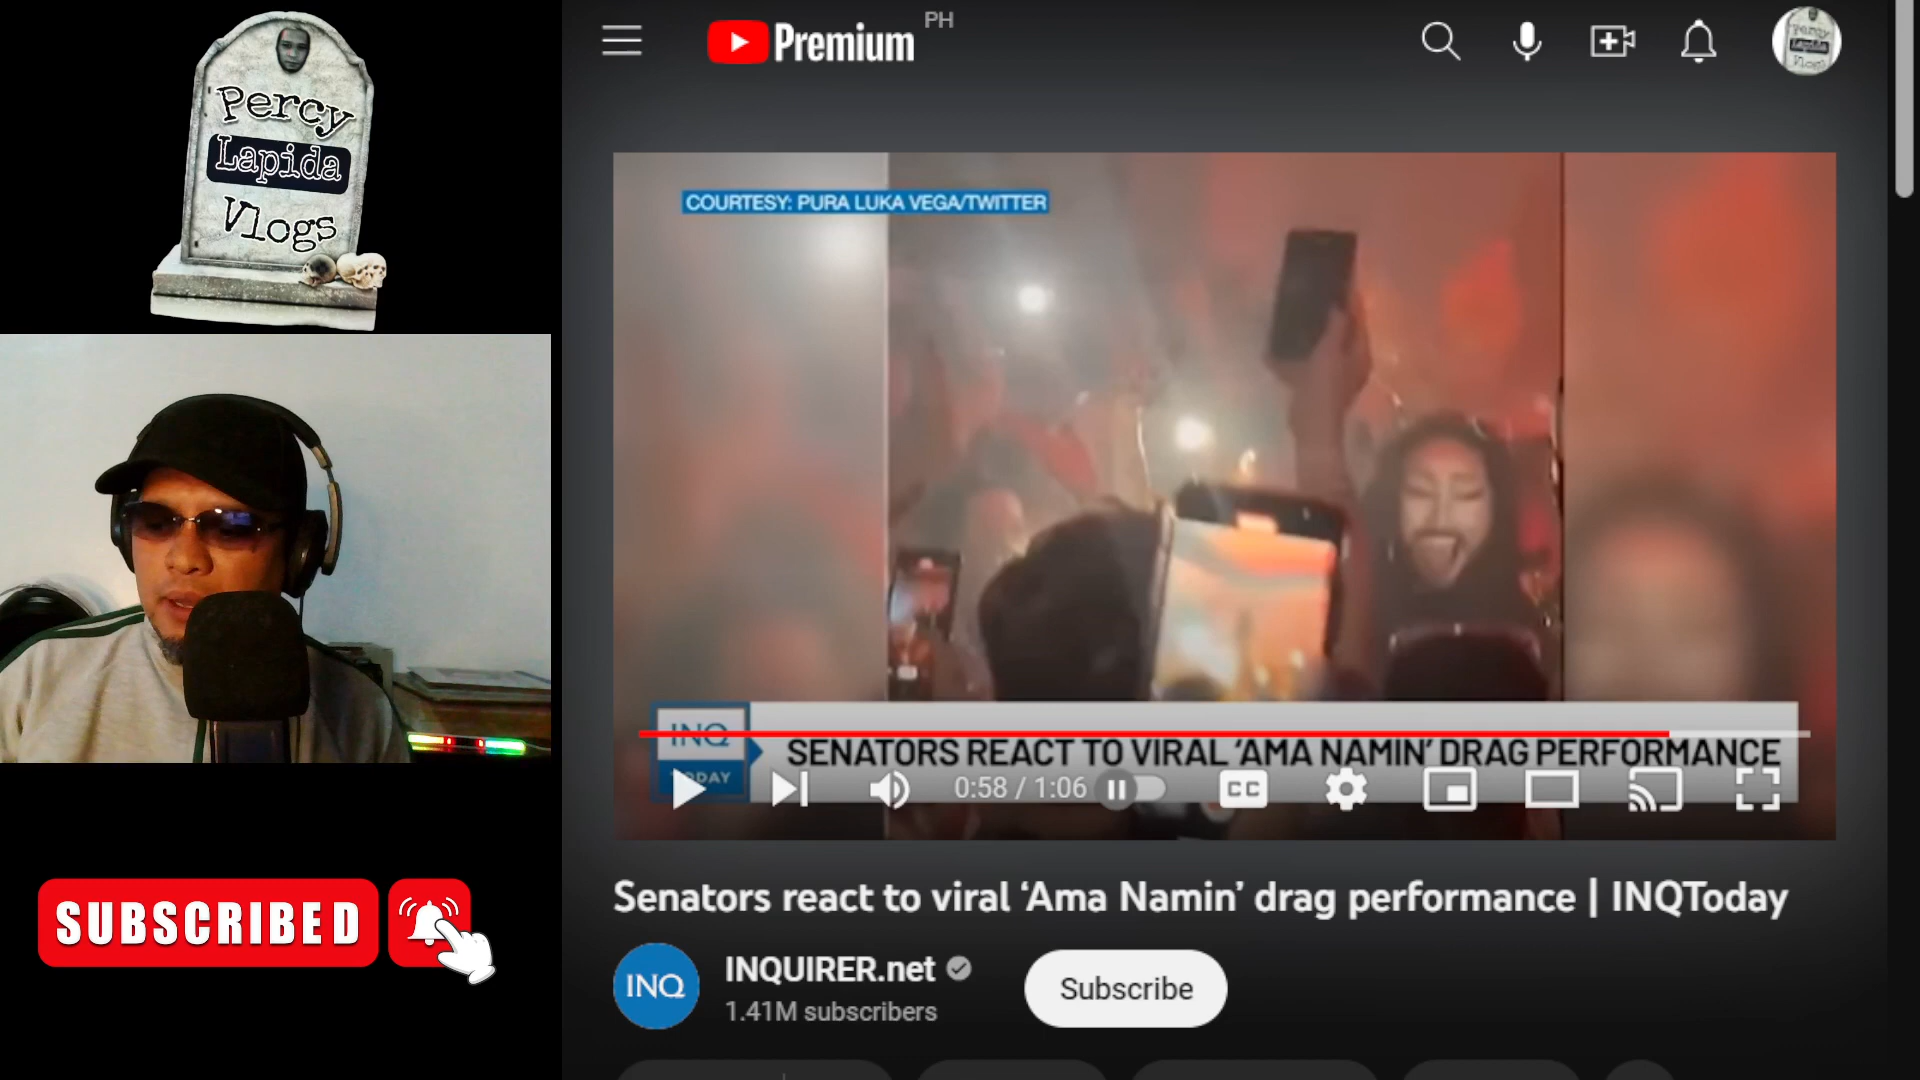 Percy
Lapida
Vlogs
SUBSCRIBED
Premium
PH
COURTESY: PURA LUKA VEGA/TWITTER
INQ
TODAY
SENATORS REACT TO VIRAL ‘AMA NAMIN’ DRAG PERFORMANCE
0:58 / 1:06
CC
Senators react to viral ‘Ama Namin’ drag performance | INQToday
INQ
INQUIRER.net
1.41M subscribers
Subscribe